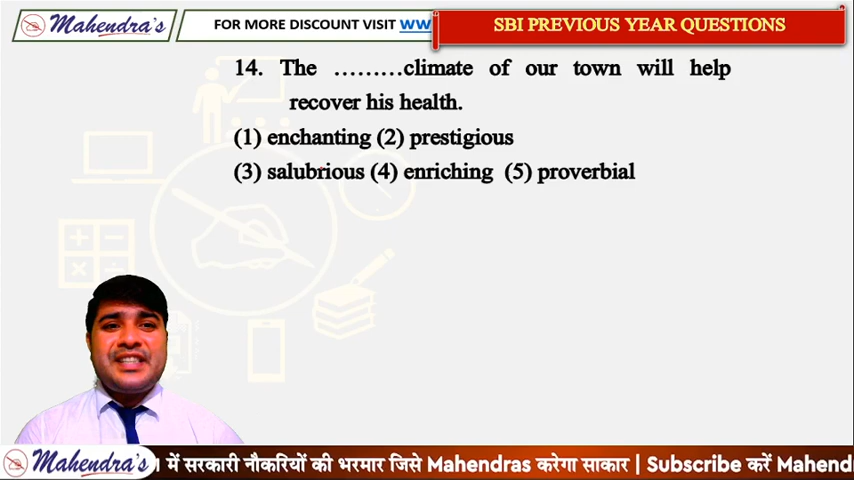 Mahendra's
FOR MORE DISCOUNT VISIT WW
SBI PREVIOUS YEAR QUESTIONS
14. The ………climate of our town will help
recover his health.
(1) enchanting (2) prestigious
(3) salubrious (4) enriching (5) proverbial
Mahendra's
1 में सरकारी नौकरियों की भरमार जिसे Mahendras करेगा साकार | Subscribe करें Mahend